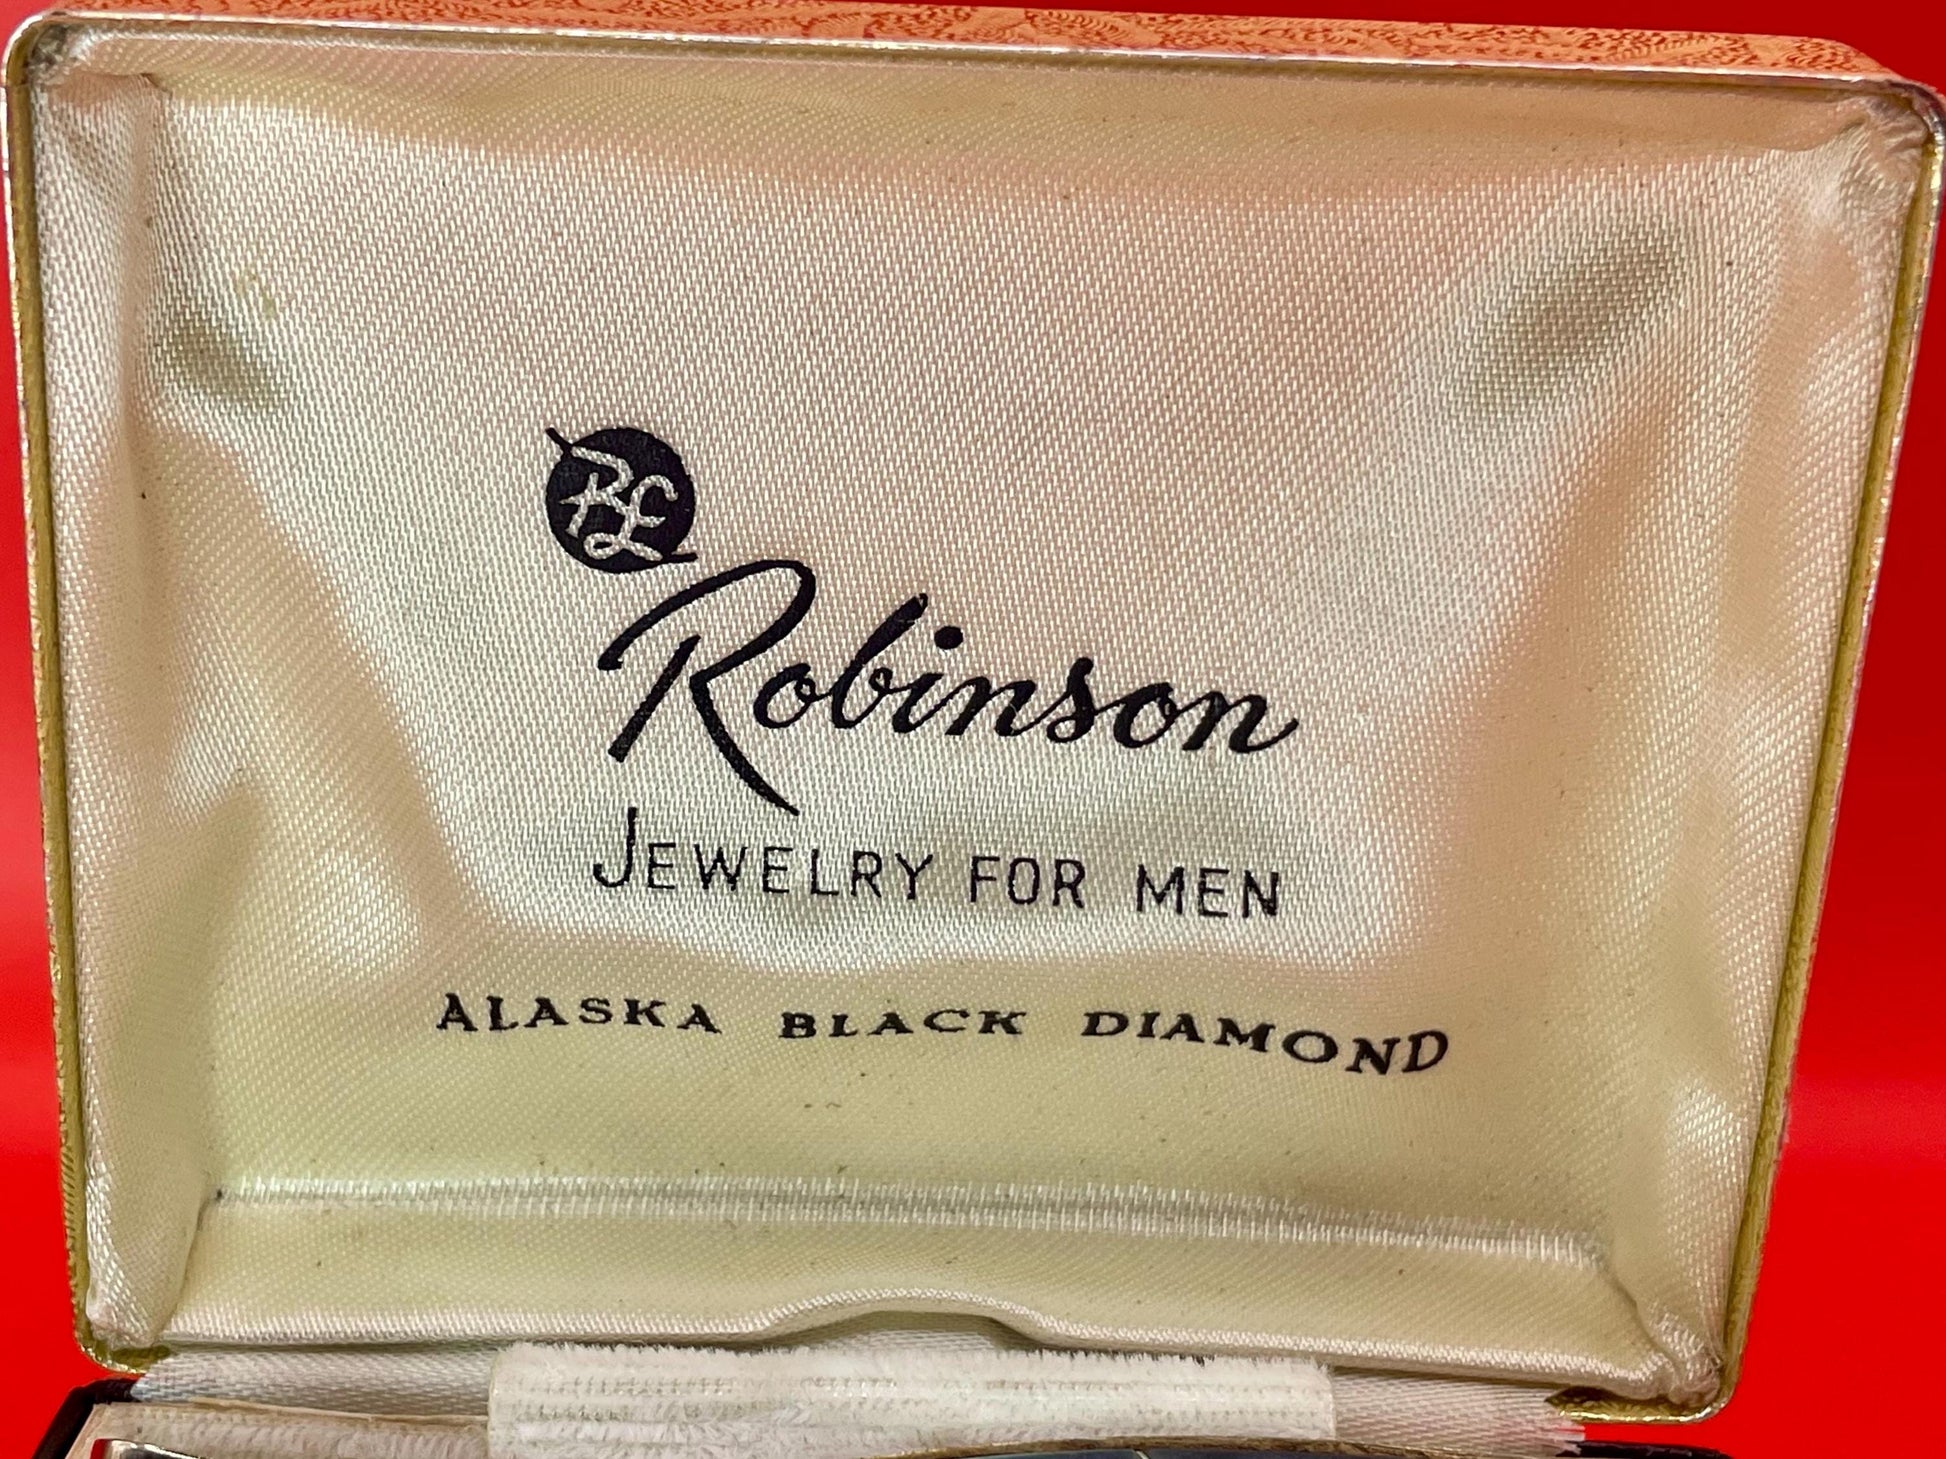 RL
Robinson
JEWELRY FOR MEN
ALASKA BLACK DIAMOND